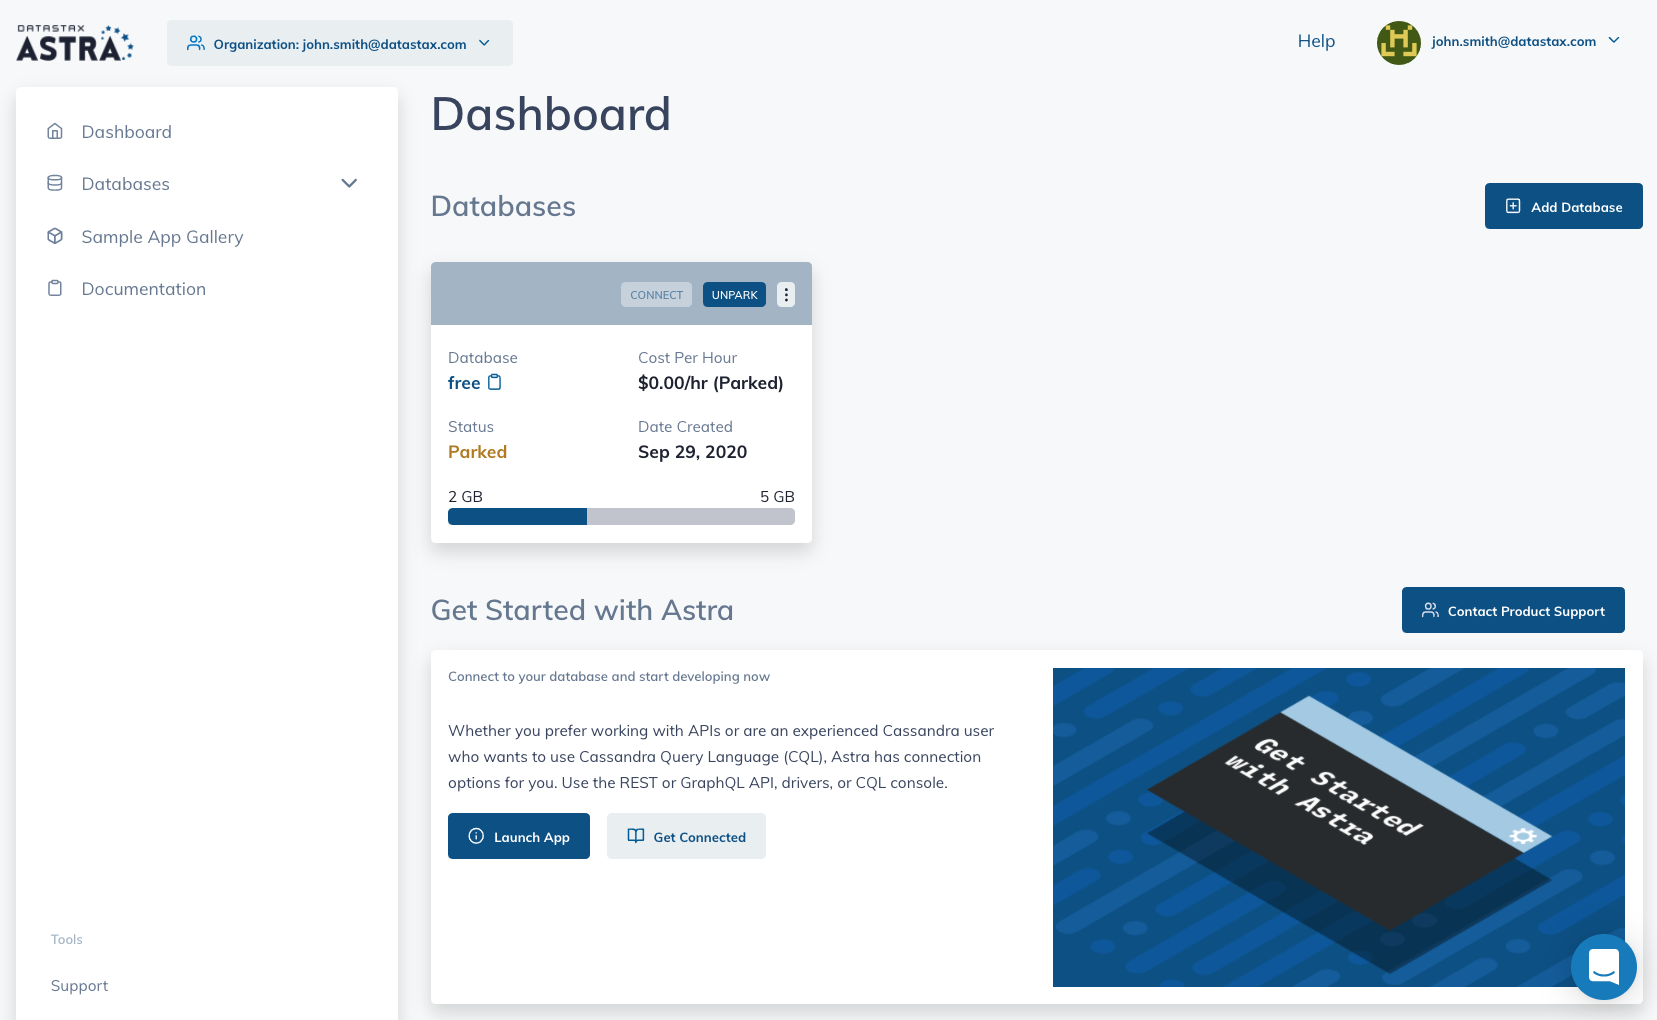 DATASTAX
ASTRA
Organization: john.smith@datastax.com
Help
john.smith@datastax.com
Dashboard
Databases
Sample App Gallery
Documentation
Tools
Support
Dashboard
Databases
Add Database
CONNECT
UNPARK
Database
Cost Per Hour
free
$0.00/hr (Parked)
Status
Date Created
Parked
Sep 29, 2020
2 GB
5 GB
Get Started with Astra
Contact Product Support
Connect to your database and start developing now
Whether you prefer working with APIs or are an experienced Cassandra user
who wants to use Cassandra Query Language (CQL), Astra has connection
options for you. Use the REST or GraphQL API, drivers, or CQL console.
Launch App
Get Connected
Get Started
with Astra